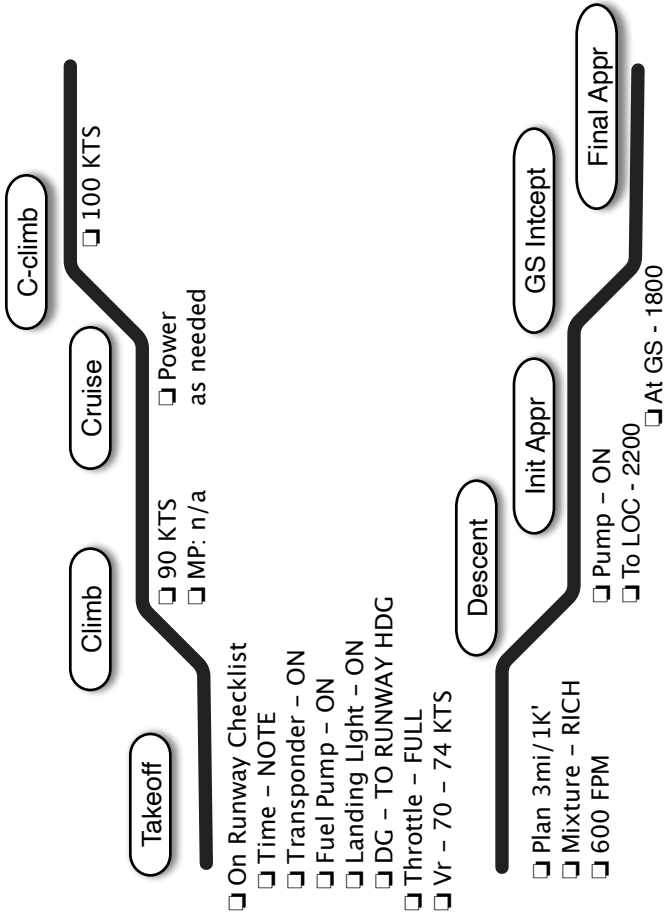 Takeoff
❏ On Runway Checklist
❏ Time – NOTE
❏ Transponder – ON
❏ Fuel Pump – ON
❏ Landing LIght – ON
❏ DG – TO RUNWAY HDG
❏ Throttle – FULL
❏ Vr – 70 – 74 KTS
Climb
❏ 90 KTS
❏ MP: n/a
Cruise
❏ Power
as needed
C-climb
❏ 100 KTS
Descent
❏ Plan 3mi/1K'
❏ Mixture – RICH
❏ 600 FPM
Init Appr
❏ Pump – ON
❏ To LOC - 2200
GS Intcept
❏ At GS - 1800
Final Appr